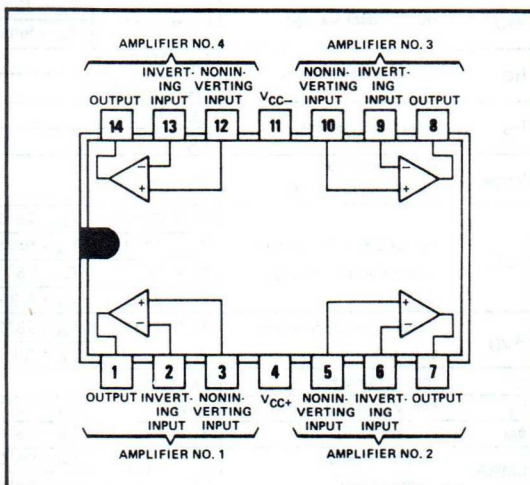 AMPLIFIER NO. 4 AMPLIFIER NO. 3
INVERT- NONIN- NONIN- INVERT-
ING VERTING VCC– VERTING ING
OUTPUT INPUT INPUT INPUT INPUT OUTPUT
14 13 12 11 10 9 8
– –
+ +
+ +
– –
1 2 3 4 5 6 7
OUTPUT INVERT- NONIN- VCC+ NONIN- INVERT- OUTPUT
ING VERTING VERTING ING
INPUT INPUT INPUT INPUT
AMPLIFIER NO. 1 AMPLIFIER NO. 2